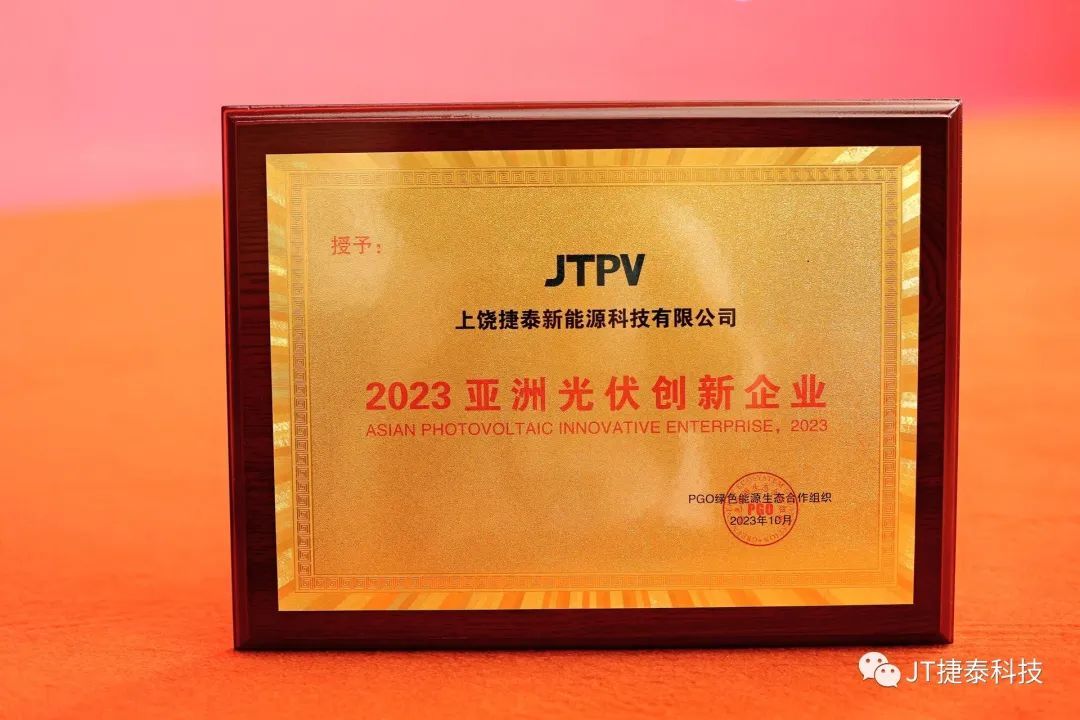 授予：
JTPV
上饶捷泰新能源科技有限公司
2023 亚洲光伏创新企业
ASIAN PHOTOVOLTAIC INNOVATIVE ENTERPRISE, 2023
PGO绿色能源生态合作组织
PGO
2023年10月
JT捷泰科技